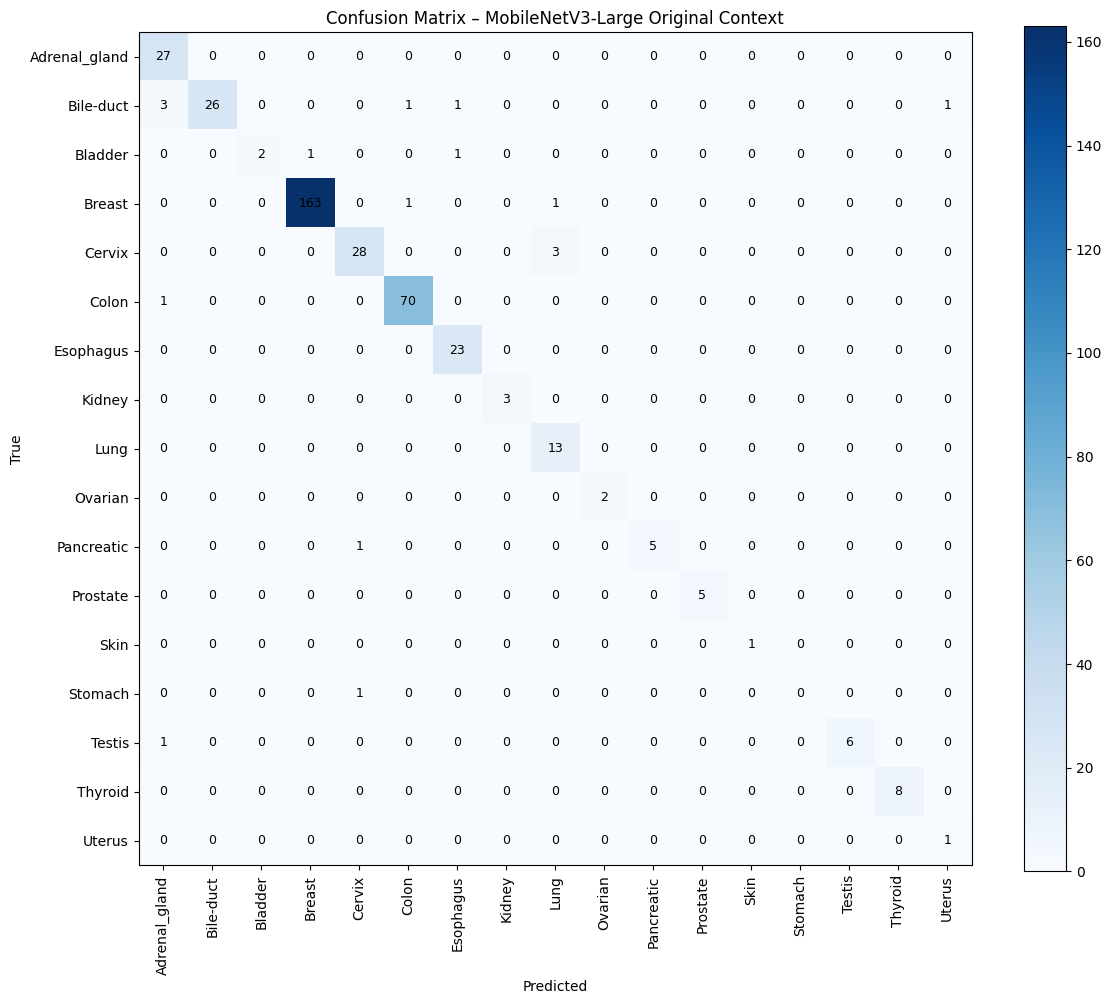 Confusion Matrix – MobileNetV3-Large Original Context
Adrenal_gland 27 0 0 0 0 0 0 0 0 0 0 0 0 0 0 0 0
Bile-duct 3 26 0 0 0 1 1 0 0 0 0 0 0 0 0 0 1
Bladder 0 0 2 1 0 0 1 0 0 0 0 0 0 0 0 0 0
Breast 0 0 0 163 0 1 0 0 1 0 0 0 0 0 0 0 0
Cervix 0 0 0 0 28 0 0 0 3 0 0 0 0 0 0 0 0
Colon 1 0 0 0 0 70 0 0 0 0 0 0 0 0 0 0 0
Esophagus 0 0 0 0 0 0 23 0 0 0 0 0 0 0 0 0 0
Kidney 0 0 0 0 0 0 0 3 0 0 0 0 0 0 0 0 0
Lung 0 0 0 0 0 0 0 0 13 0 0 0 0 0 0 0 0
Ovarian 0 0 0 0 0 0 0 0 0 2 0 0 0 0 0 0 0
Pancreatic 0 0 0 0 1 0 0 0 0 0 5 0 0 0 0 0 0
Prostate 0 0 0 0 0 0 0 0 0 0 0 5 0 0 0 0 0
Skin 0 0 0 0 0 0 0 0 0 0 0 0 1 0 0 0 0
Stomach 0 0 0 0 1 0 0 0 0 0 0 0 0 0 0 0 0
Testis 1 0 0 0 0 0 0 0 0 0 0 0 0 0 6 0 0
Thyroid 0 0 0 0 0 0 0 0 0 0 0 0 0 0 0 8 0
Uterus 0 0 0 0 0 0 0 0 0 0 0 0 0 0 0 0 1
True
Adrenal_gland
Bile-duct
Bladder
Breast
Cervix
Colon
Esophagus
Kidney
Lung
Ovarian
Pancreatic
Prostate
Skin
Stomach
Testis
Thyroid
Uterus
Predicted
160
140
120
100
80
60
40
20
0